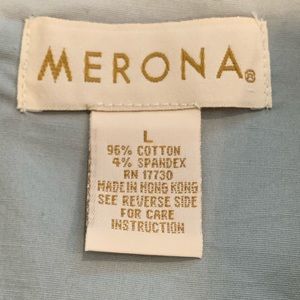 MERONA®
L
96% COTTON
4% SPANDEX
RN 17730
MADE IN HONG KONG
SEE REVERSE SIDE
FOR CARE
INSTRUCTION